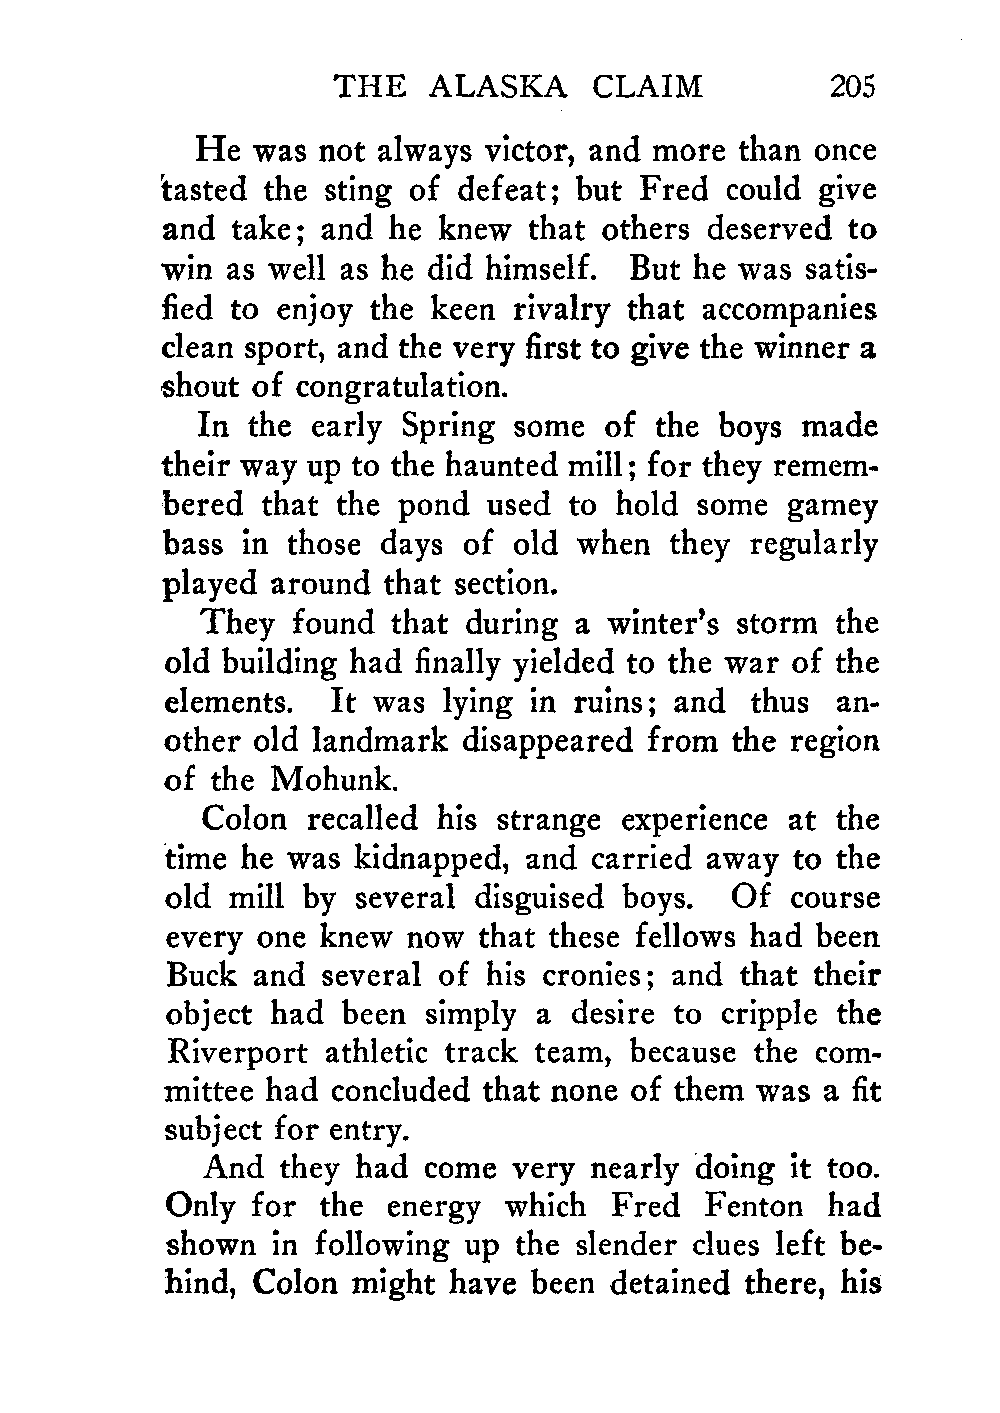 THE ALASKA CLAIM 205
He was not always victor, and more than once
tasted the sting of defeat; but Fred could give
and take; and he knew that others deserved to
win as well as he did himself. But he was satis-
fied to enjoy the keen rivalry that accompanies
clean sport, and the very first to give the winner a
shout of congratulation.
In the early Spring some of the boys made
their way up to the haunted mill; for they remem-
bered that the pond used to hold some gamey
bass in those days of old when they regularly
played around that section.
They found that during a winter's storm the
old building had finally yielded to the war of the
elements. It was lying in ruins; and thus an-
other old landmark disappeared from the region
of the Mohunk.
Colon recalled his strange experience at the
time he was kidnapped, and carried away to the
old mill by several disguised boys. Of course
every one knew now that these fellows had been
Buck and several of his cronies; and that their
object had been simply a desire to cripple the
Riverport athletic track team, because the com-
mittee had concluded that none of them was a fit
subject for entry.
And they had come very nearly doing it too.
Only for the energy which Fred Fenton had
shown in following up the slender clues left be-
hind, Colon might have been detained there, his